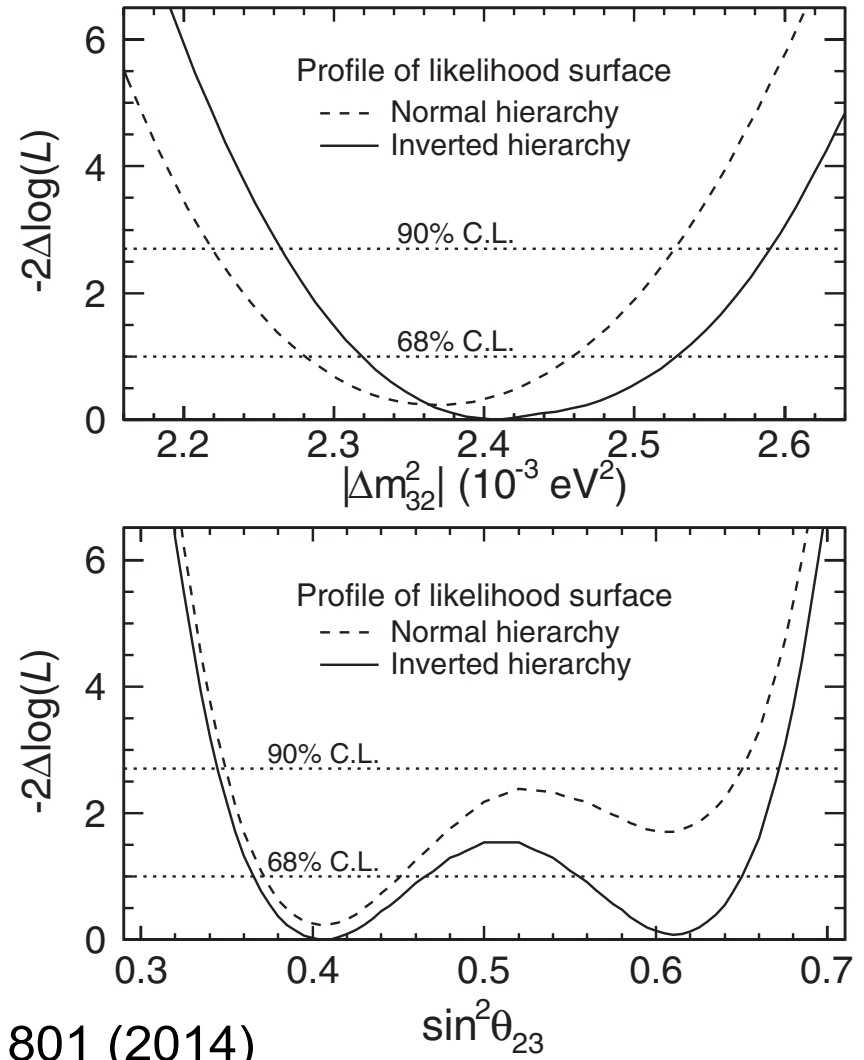 6
4
2
0
-2Δlog(L)
Profile of likelihood surface
Normal hierarchy
Inverted hierarchy
90% C.L.
68% C.L.
2.2 2.3 2.4 2.5 2.6
|Δm²₃₂| (10⁻³ eV²)
6
4
2
0
-2Δlog(L)
Profile of likelihood surface
Normal hierarchy
Inverted hierarchy
90% C.L.
68% C.L.
0.3 0.4 0.5 0.6 0.7
sin²θ₂₃
801 (2014)